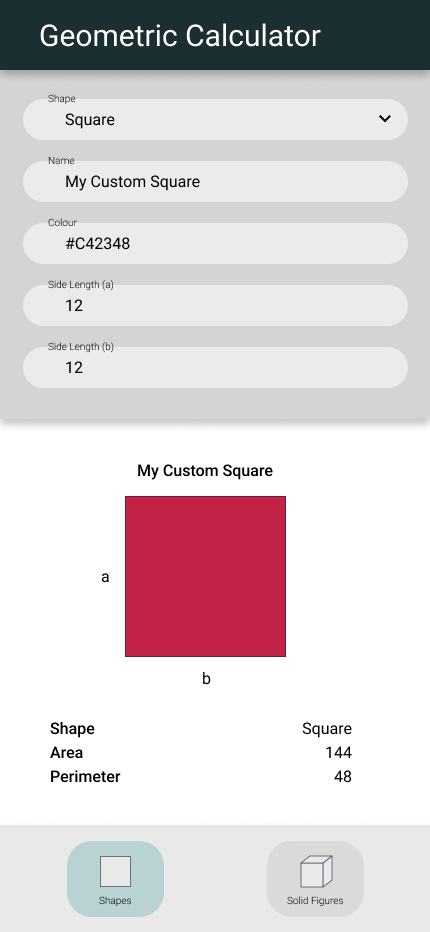 Geometric Calculator
Shape
Square
Name
My Custom Square
Colour
#C42348
Side Length (a)
12
Side Length (b)
12
My Custom Square
a
b
Shape Square
Area 144
Perimeter 48
Shapes Solid Figures